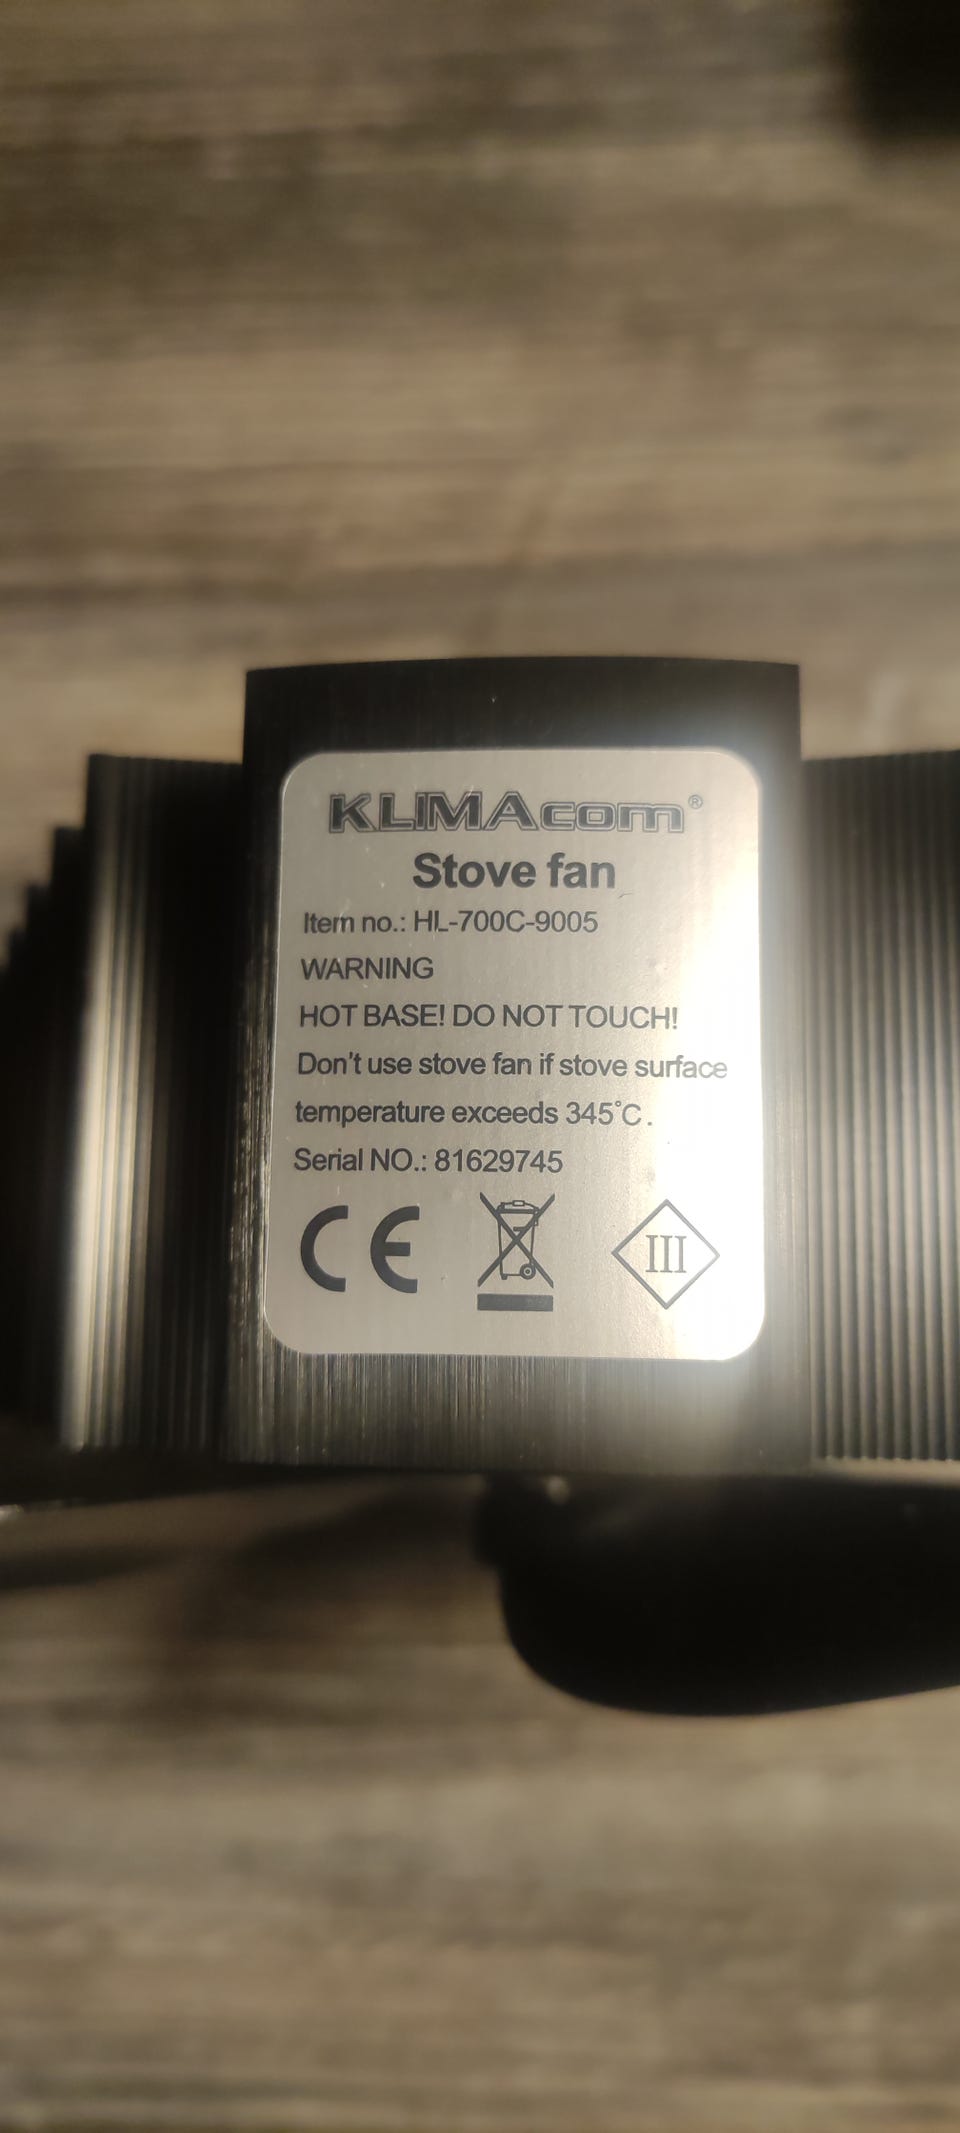 KLIMAcom®
Stove fan
Item no.: HL-700C-9005
WARNING
HOT BASE! DO NOT TOUCH!
Don't use stove fan if stove surface
temperature exceeds 345°C.
Serial NO.: 81629745
CE
III